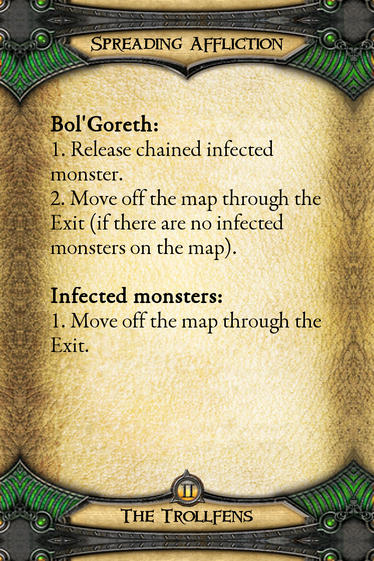 Spreading Affliction
Bol'Goreth:
1. Release chained infected
monster.
2. Move off the map through the
Exit (if there are no infected
monsters on the map).
Infected monsters:
1. Move off the map through the
Exit.
II
The Trollfens